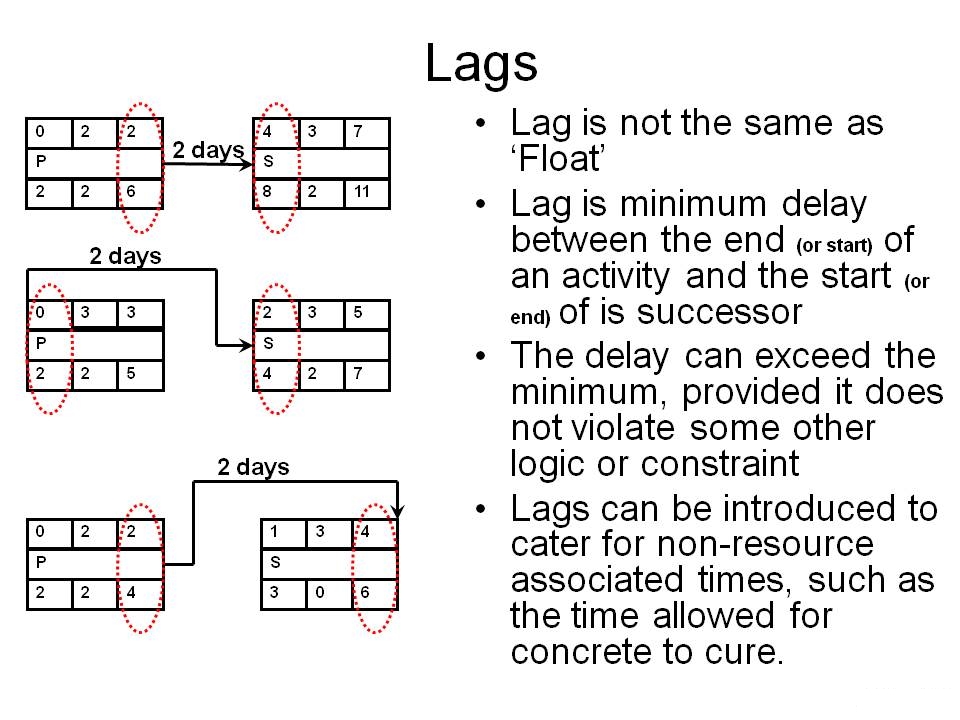 Lags
0 2 2
P
2 2 6
2 days
4 3 7
S
8 2 11
2 days
0 3 3
P
2 2 5
2 3 5
S
4 2 7
2 days
0 2 2
P
2 2 4
1 3 4
S
3 0 6
• Lag is not the same as
‘Float’
• Lag is minimum delay
between the end (or start) of
an activity and the start (or
end) of is successor
• The delay can exceed the
minimum, provided it does
not violate some other
logic or constraint
• Lags can be introduced to
cater for non-resource
associated times, such as
the time allowed for
concrete to cure.